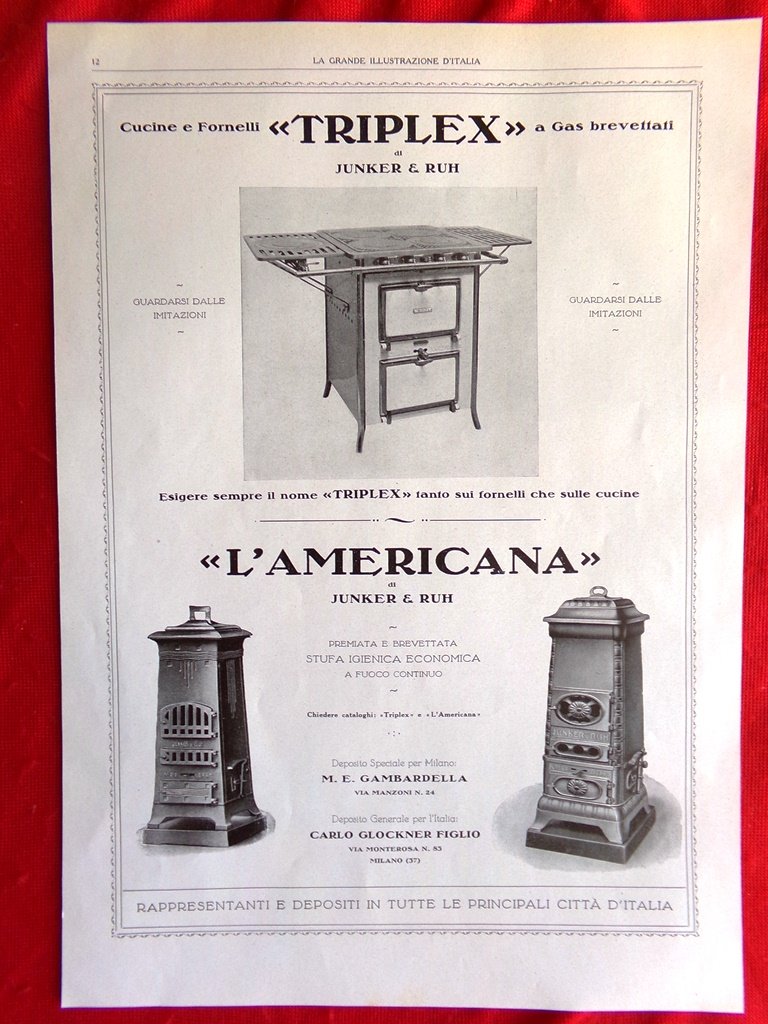 12
LA GRANDE ILLUSTRAZIONE D'ITALIA
Cucine e Fornelli «TRIPLEX» a Gas brevettati
di
JUNKER & RUH
GUARDARSI DALLE
IMITAZIONI
GUARDARSI DALLE
IMITAZIONI
Esigere sempre il nome «TRIPLEX» tanto sui fornelli che sulle cucine
«L'AMERICANA»
di
JUNKER & RUH
PREMIATA E BREVETTATA
STUFA IGIENICA ECONOMICA
A FUOCO CONTINUO
Chiedere cataloghi: «Triplex» e «L'Americana»
JUNKER & RUH
Deposito Speciale per Milano:
M. E. GAMBARDELLA
VIA MANZONI N. 24
Deposito Generale per l'Italia:
CARLO GLOCKNER FIGLIO
VIA MONTEROSA N. 83
MILANO (37)
RAPPRESENTANTI E DEPOSITI IN TUTTE LE PRINCIPALI CITTÀ D'ITALIA